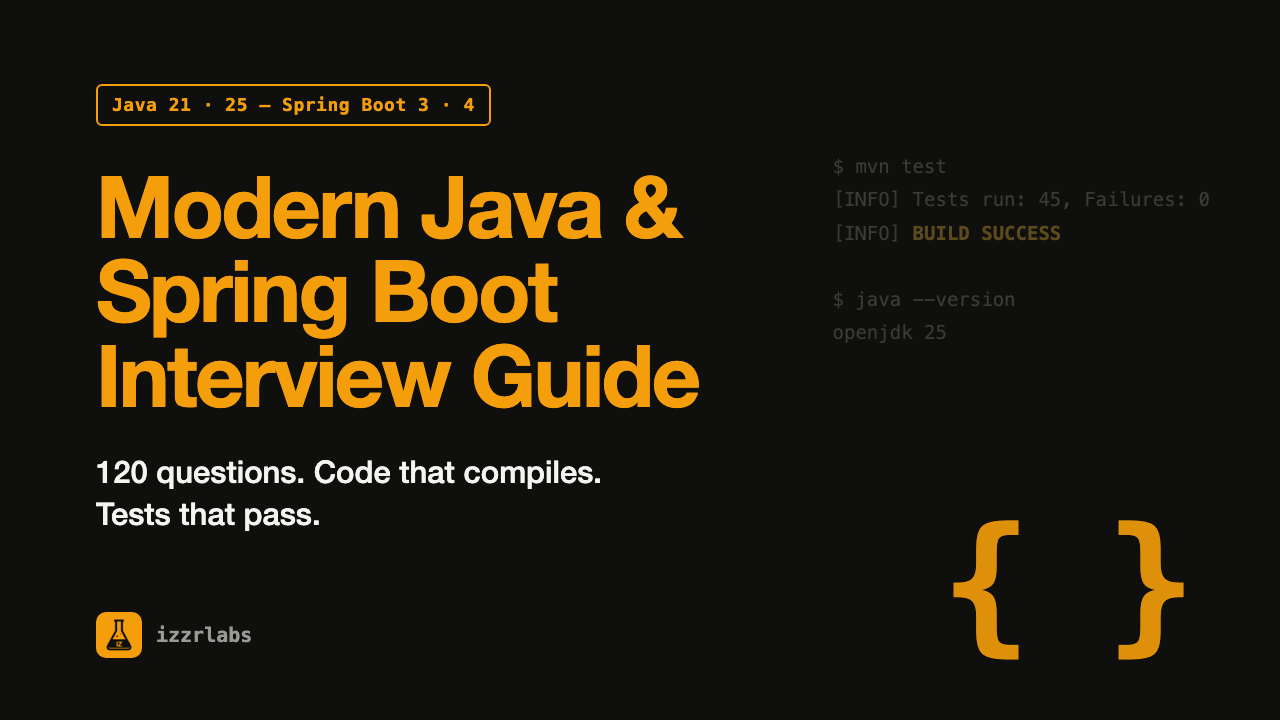 Java 21 · 25 — Spring Boot 3 · 4
Modern Java &
Spring Boot
Interview Guide
120 questions. Code that compiles.
Tests that pass.
izzrlabs
$ mvn test
[INFO] Tests run: 45, Failures: 0
[INFO] BUILD SUCCESS
$ java --version
openjdk 25
{ }
IZ